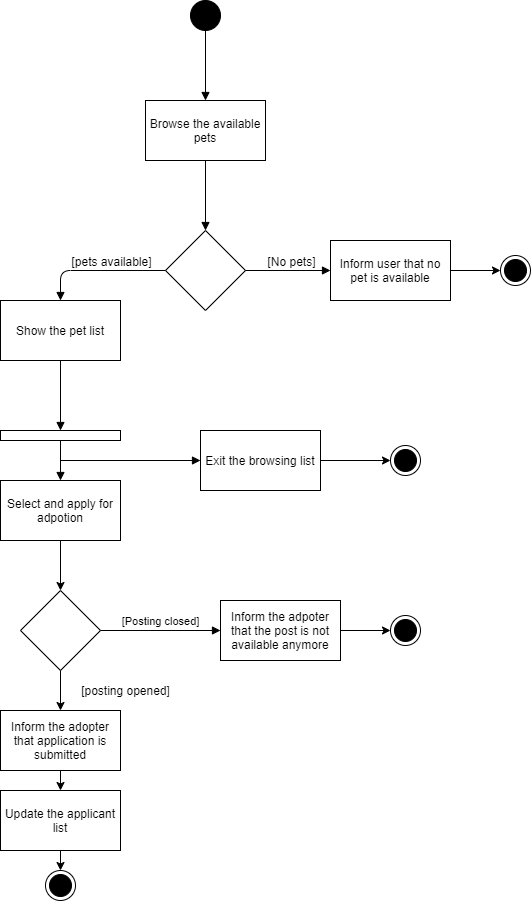 Browse the available
pets
[pets available]
[No pets]
Inform user that no
pet is available
Show the pet list
Exit the browsing list
Select and apply for
adpotion
[Posting closed]
Inform the adpoter
that the post is not
available anymore
[posting opened]
Inform the adopter
that application is
submitted
Update the applicant
list